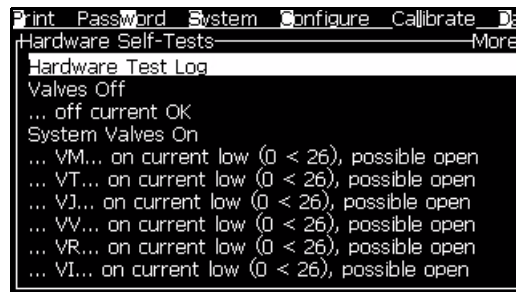 Print Password System Configure Calibrate Da
Hardware Self-Tests More
Hardware Test Log
Valves Off
... off current OK
System Valves On
... VM... on current low (0 < 26), possible open
... VT... on current low (0 < 26), possible open
... VJ... on current low (0 < 26), possible open
... VV... on current low (0 < 26), possible open
... VR... on current low (0 < 26), possible open
... VI... on current low (0 < 26), possible open